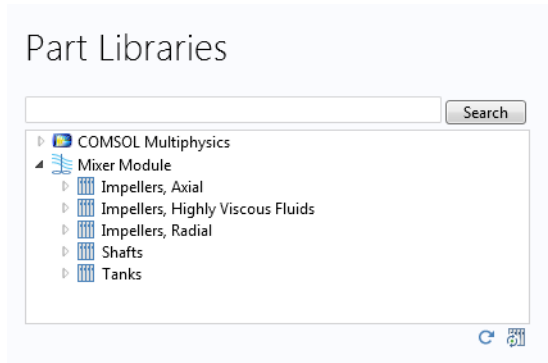 Part Libraries
Search
COMSOL Multiphysics
Mixer Module
Impellers, Axial
Impellers, Highly Viscous Fluids
Impellers, Radial
Shafts
Tanks